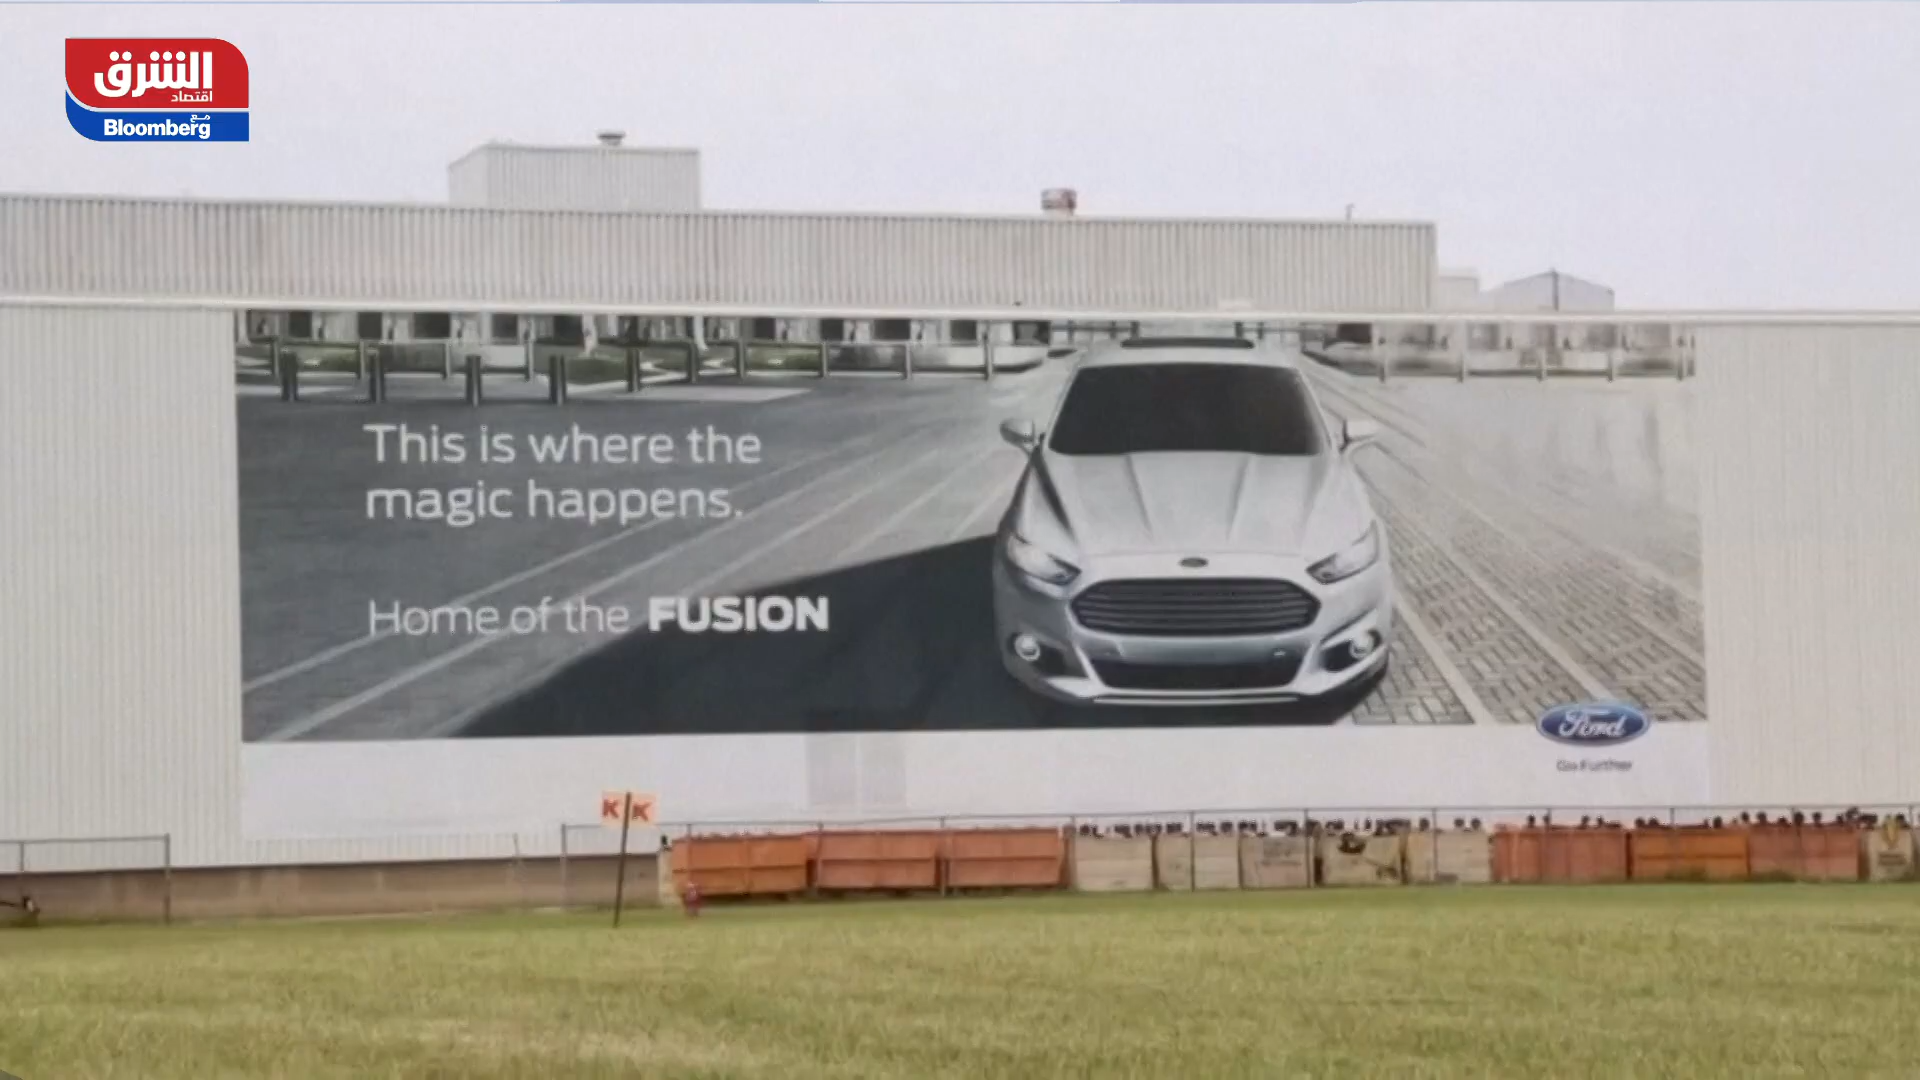 الشرق
اقتصاد
مع
Bloomberg
This is where the
magic happens.
Home of the FUSION
Ford
Go Further
K K